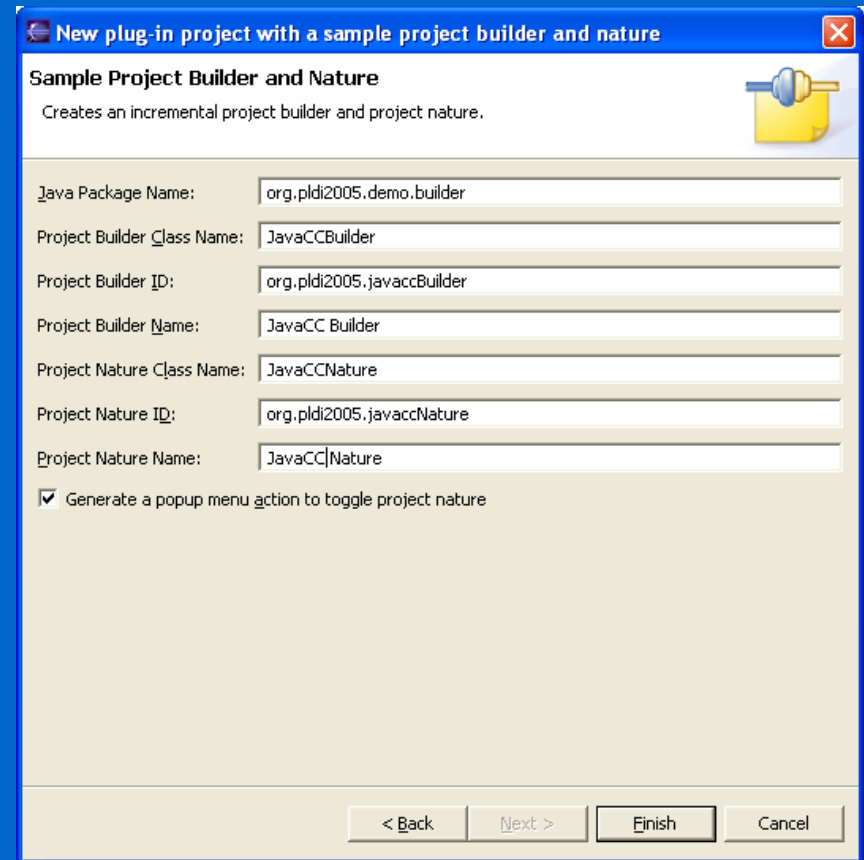 New plug-in project with a sample project builder and nature
Sample Project Builder and Nature
Creates an incremental project builder and project nature.
Java Package Name: org.pldi2005.demo.builder
Project Builder Class Name: JavaCCBuilder
Project Builder ID: org.pldi2005.javaccBuilder
Project Builder Name: JavaCC Builder
Project Nature Class Name: JavaCCNature
Project Nature ID: org.pldi2005.javaccNature
Project Nature Name: JavaCC Nature
Generate a popup menu action to toggle project nature
< Back Next > Finish Cancel